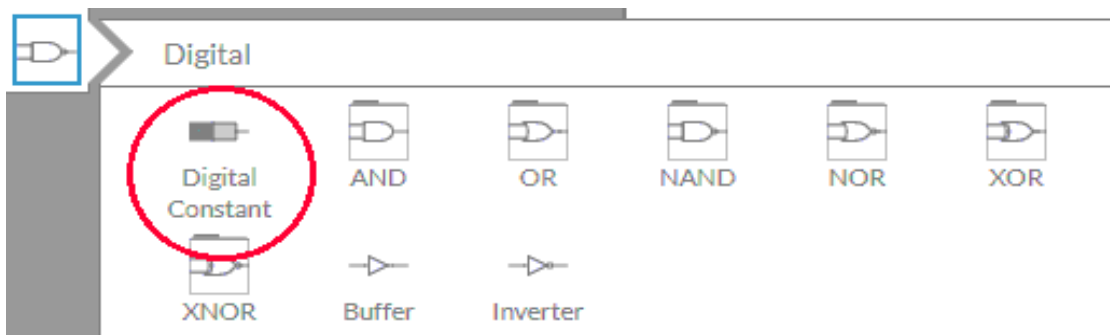 Digital
Digital
Constant
AND
OR
NAND
NOR
XOR
XNOR
Buffer
Inverter